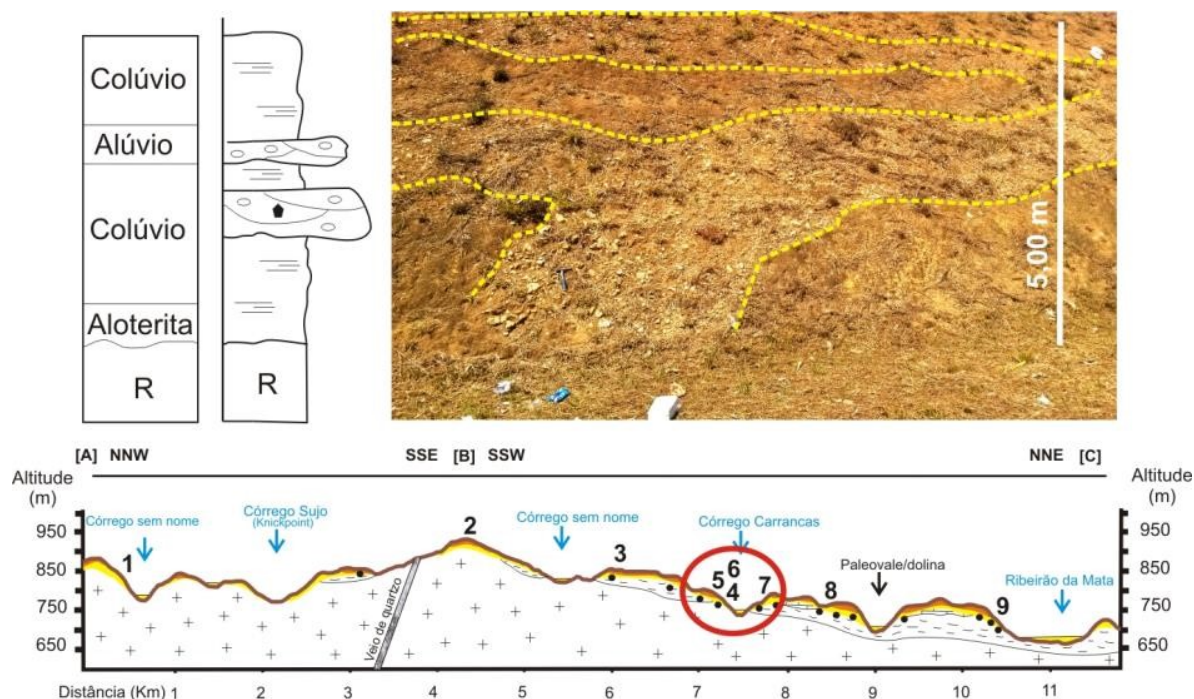 Colúvio
Alúvio
Colúvio
Aloterita
R
R
5,00 m
[A] NNW
SSE [B] SSW
NNE [C]
Altitude
(m)
Altitude
(m)
Córrego sem nome
Córrego Sujo
(Knickpoint)
Córrego sem nome
Córrego Carrancas
Paleovale/dolina
Ribeirão da Mata
950
850
750
650
950
850
750
650
1
2
3
5
6
4
7
8
9
Veio de quartzo
Distância (Km) 1 2 3 4 5 6 7 8 9 10 11